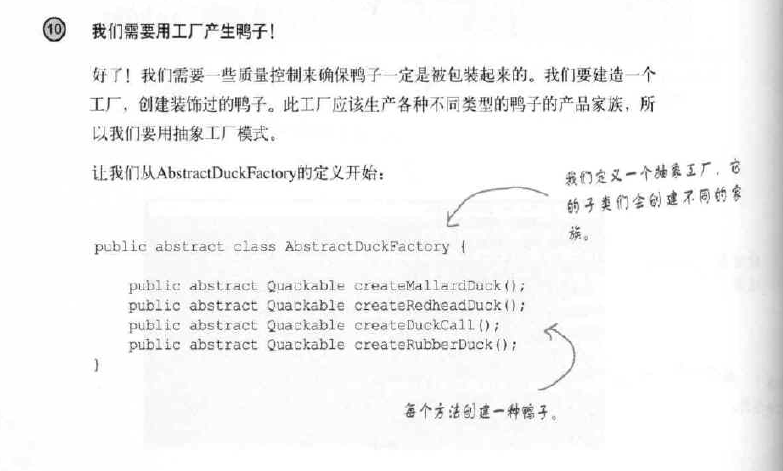 10 我们需要用工厂产生鸭子！
好了！我们需要一些质量控制来确保鸭子一定是被包装起来的。我们要建造一个
工厂，创建装饰过的鸭子。此工厂应该生产各种不同类型的鸭子的产品家族，所
以我们要用抽象工厂模式。
让我们从AbstractDuckFactory的定义开始：
我们定义一个抽象工厂，它
的子类们会创建不同的家
族。
public abstract class AbstractDuckFactory {
public abstract Quackable createMallardDuck();
public abstract Quackable createRedheadDuck();
public abstract Quackable createDuckCall();
public abstract Quackable createRubberDuck();
}
每个方法创建一种鸭子。